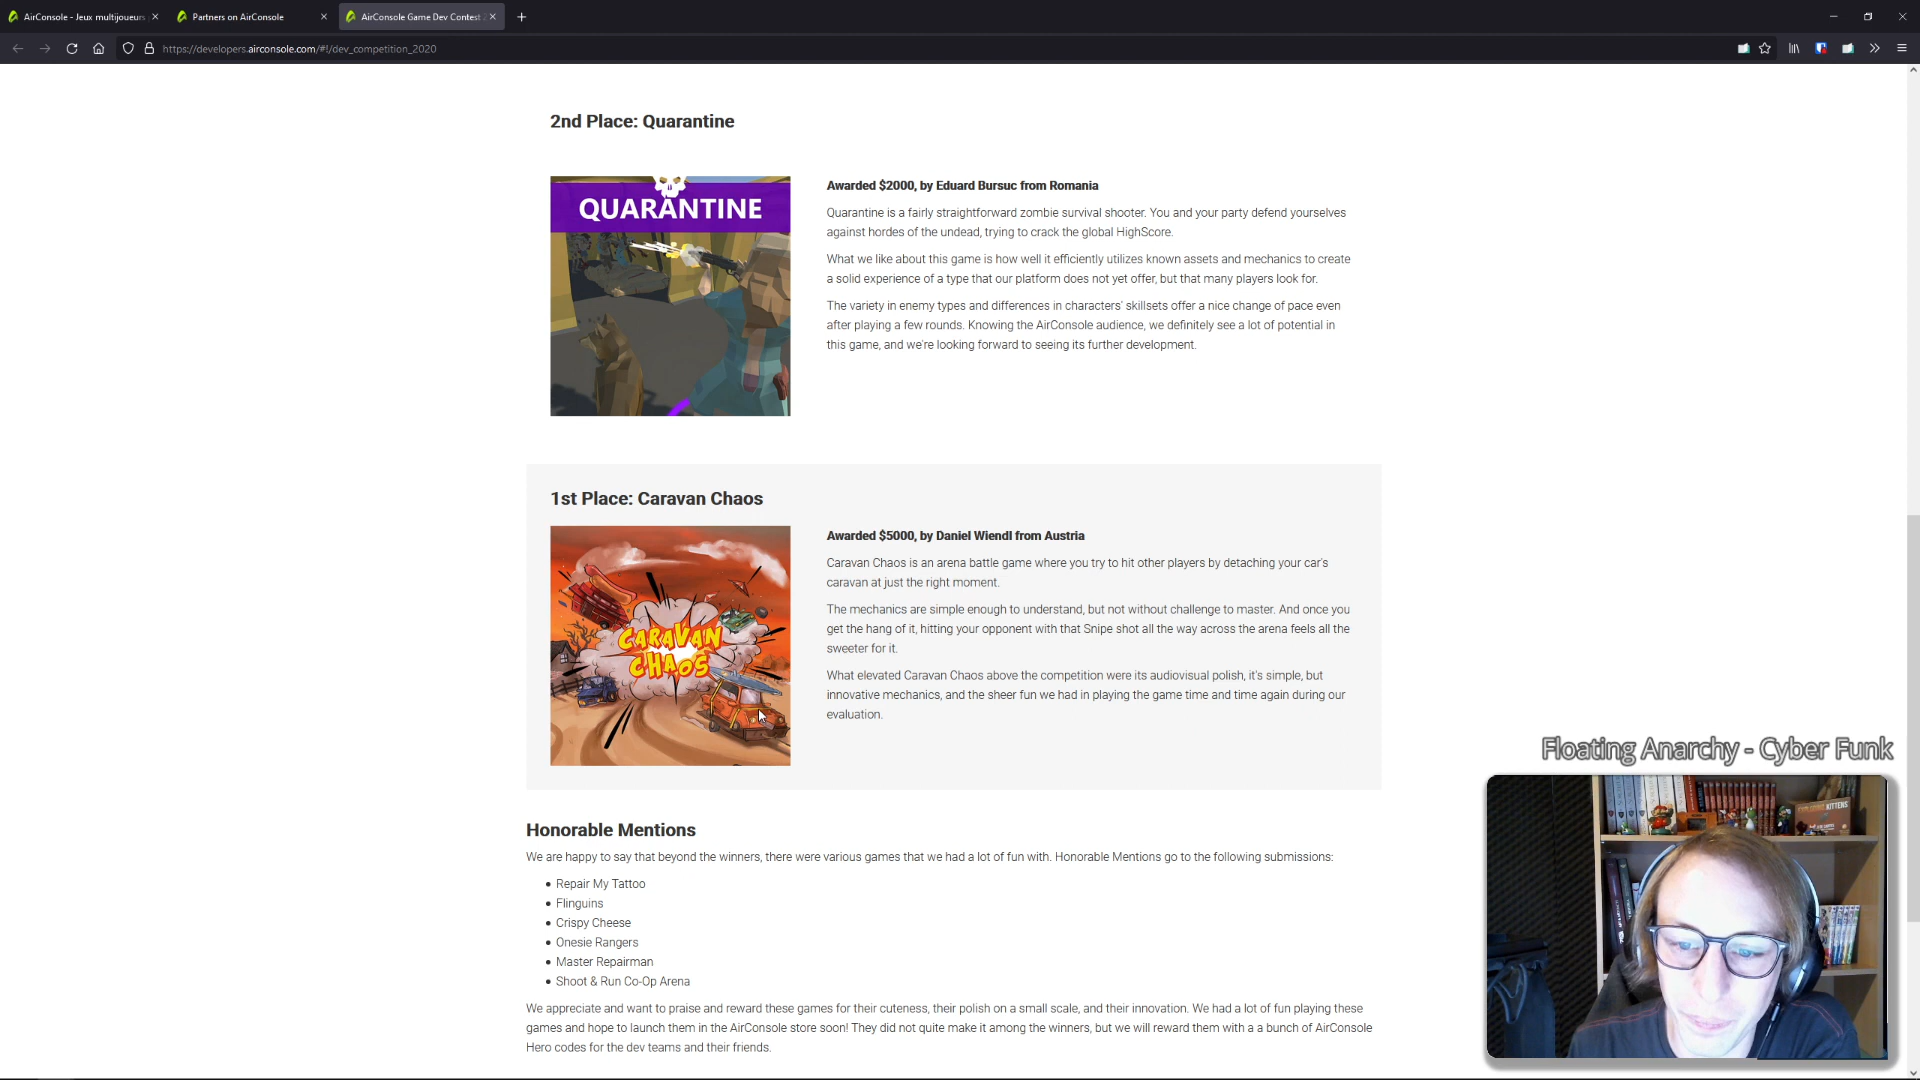 AirConsole - Jeux multijoueurs
Partners on AirConsole
AirConsole Game Dev Contest 2
https://developers.airconsole.com/#!/dev_competition_2020
2nd Place: Quarantine
QUARANTINE
Awarded $2000, by Eduard Bursuc from Romania
Quarantine is a fairly straightforward zombie survival shooter. You and your party defend yourselves
against hordes of the undead, trying to crack the global HighScore.
What we like about this game is how well it efficiently utilizes known assets and mechanics to create
a solid experience of a type that our platform does not yet offer, but that many players look for.
The variety in enemy types and differences in characters' skillsets offer a nice change of pace even
after playing a few rounds. Knowing the AirConsole audience, we definitely see a lot of potential in
this game, and we're looking forward to seeing its further development.
1st Place: Caravan Chaos
CARAVAN
CHAOS
Awarded $5000, by Daniel Wiendl from Austria
Caravan Chaos is an arena battle game where you try to hit other players by detaching your car's
caravan at just the right moment.
The mechanics are simple enough to understand, but not without challenge to master. And once you
get the hang of it, hitting your opponent with that Snipe shot all the way across the arena feels all the
sweeter for it.
What elevated Caravan Chaos above the competition were its audiovisual polish, it's simple, but
innovative mechanics, and the sheer fun we had in playing the game time and time again during our
evaluation.
Honorable Mentions
We are happy to say that beyond the winners, there were various games that we had a lot of fun with. Honorable Mentions go to the following submissions:
• Repair My Tattoo
• Flinguins
• Crispy Cheese
• Onesie Rangers
• Master Repairman
• Shoot & Run Co-Op Arena
We appreciate and want to praise and reward these games for their cuteness, their polish on a small scale, and their innovation. We had a lot of fun playing these
games and hope to launch them in the AirConsole store soon! They did not quite make it among the winners, but we will reward them with a a bunch of AirConsole
Hero codes for the dev teams and their friends.
Floating Anarchy - Cyber Funk
KITTENS